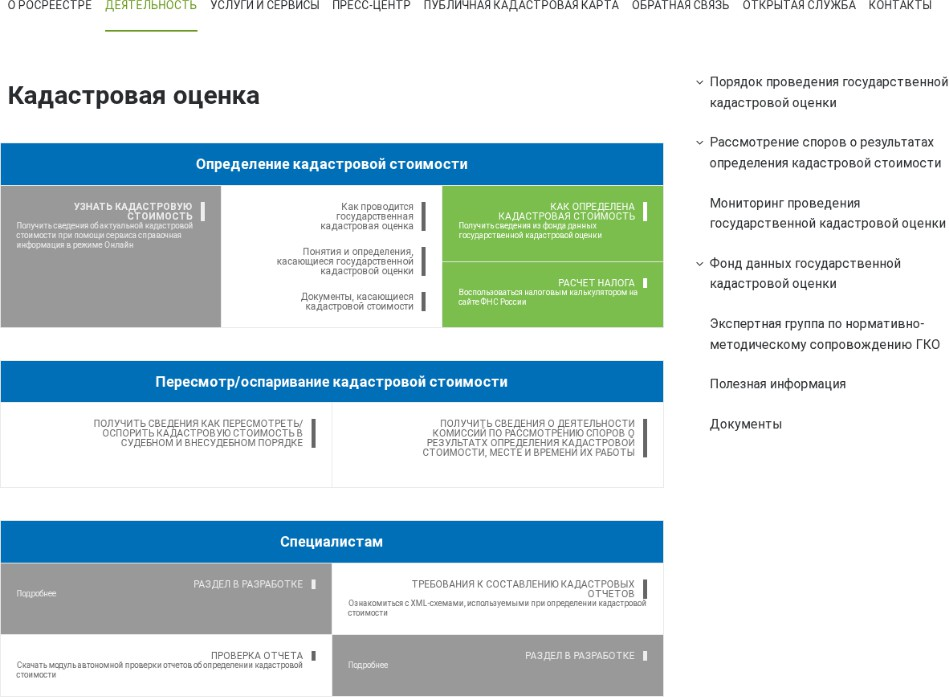 О РОСРЕЕСТРЕ ДЕЯТЕЛЬНОСТЬ УСЛУГИ И СЕРВИСЫ ПРЕСС-ЦЕНТР ПУБЛИЧНАЯ КАДАСТРОВАЯ КАРТА ОБРАТНАЯ СВЯЗЬ ОТКРЫТАЯ СЛУЖБА КОНТАКТЫ
Кадастровая оценка
Определение кадастровой стоимости
УЗНАТЬ КАДАСТРОВУЮ
СТОИМОСТЬ
Получить сведения об актуальной кадастровой
стоимости при помощи сервиса справочная
информация в режиме Онлайн
Как проводится
государственная
кадастровая оценка
Понятия и определения,
касающиеся государственной
кадастровой оценки
Документы, касающиеся
кадастровой стоимости
КАК ОПРЕДЕЛЕНА
КАДАСТРОВАЯ СТОИМОСТЬ
Получить сведения из фонда данных
государственной кадастровой оценки
РАСЧЕТ НАЛОГА
Воспользоваться налоговым калькулятором на
сайте ФНС России
Пересмотр/оспаривание кадастровой стоимости
ПОЛУЧИТЬ СВЕДЕНИЯ КАК ПЕРЕСМОТРЕТЬ/
ОСПОРИТЬ КАДАСТРОВУЮ СТОИМОСТЬ В
СУДЕБНОМ И ВНЕСУДЕБНОМ ПОРЯДКЕ
ПОЛУЧИТЬ СВЕДЕНИЯ О ДЕЯТЕЛЬНОСТИ
КОМИССИЙ ПО РАССМОТРЕНИЮ СПОРОВ О
РЕЗУЛЬТАТХ ОПРЕДЕЛЕНИЯ КАДАСТРОВОЙ
СТОИМОСТИ, МЕСТЕ И ВРЕМЕНИ ИХ РАБОТЫ
Специалистам
РАЗДЕЛ В РАЗРАБОТКЕ
Подробнее
ТРЕБОВАНИЯ К СОСТАВЛЕНИЮ КАДАСТРОВЫХ
ОТЧЕТОВ
Ознакомиться с XML-схемами, используемыми при определении кадастровой
стоимости
ПРОВЕРКА ОТЧЕТА
Скачать модуль автономной проверки отчетов об определении кадастровой
стоимости
РАЗДЕЛ В РАЗРАБОТКЕ
Подробнее
Порядок проведения государственной
кадастровой оценки
Рассмотрение споров о результатах
определения кадастровой стоимости
Мониторинг проведения
государственной кадастровой оценки
Фонд данных государственной
кадастровой оценки
Экспертная группа по нормативно-
методическому сопровождению ГКО
Полезная информация
Документы